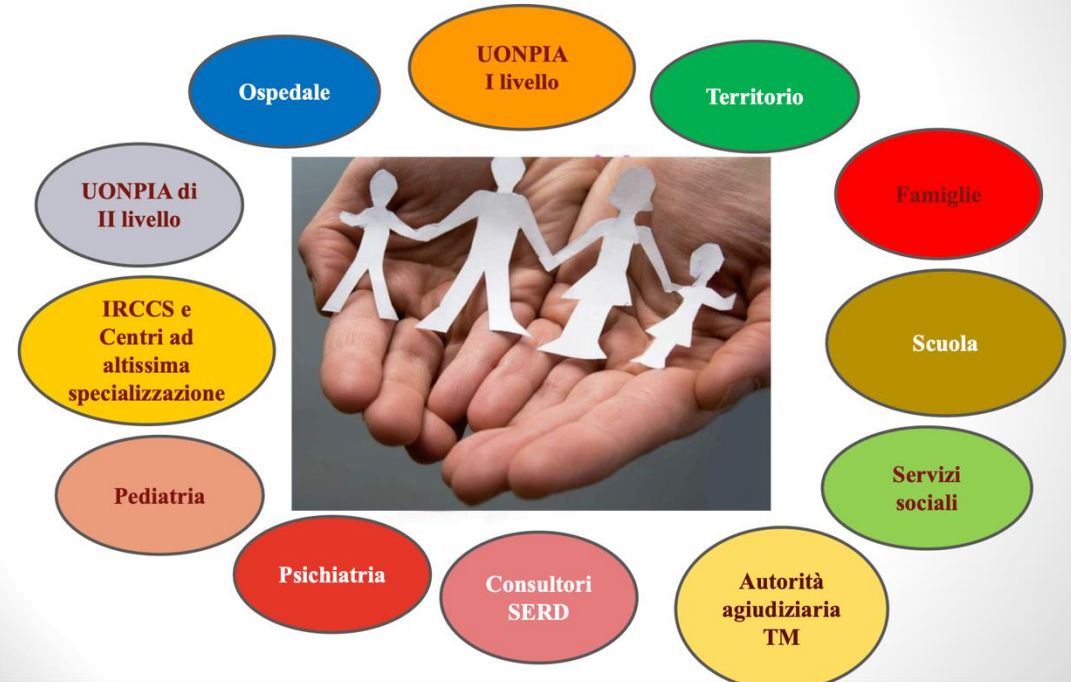 UONPIA
I livello
Ospedale
Territorio
UONPIA di
II livello
Famiglie
IRCCS e
Centri ad
altissima
specializzazione
Scuola
Pediatria
Servizi
sociali
Psichiatria
Consultori
SERD
Autorità
agiudiziaria
TM